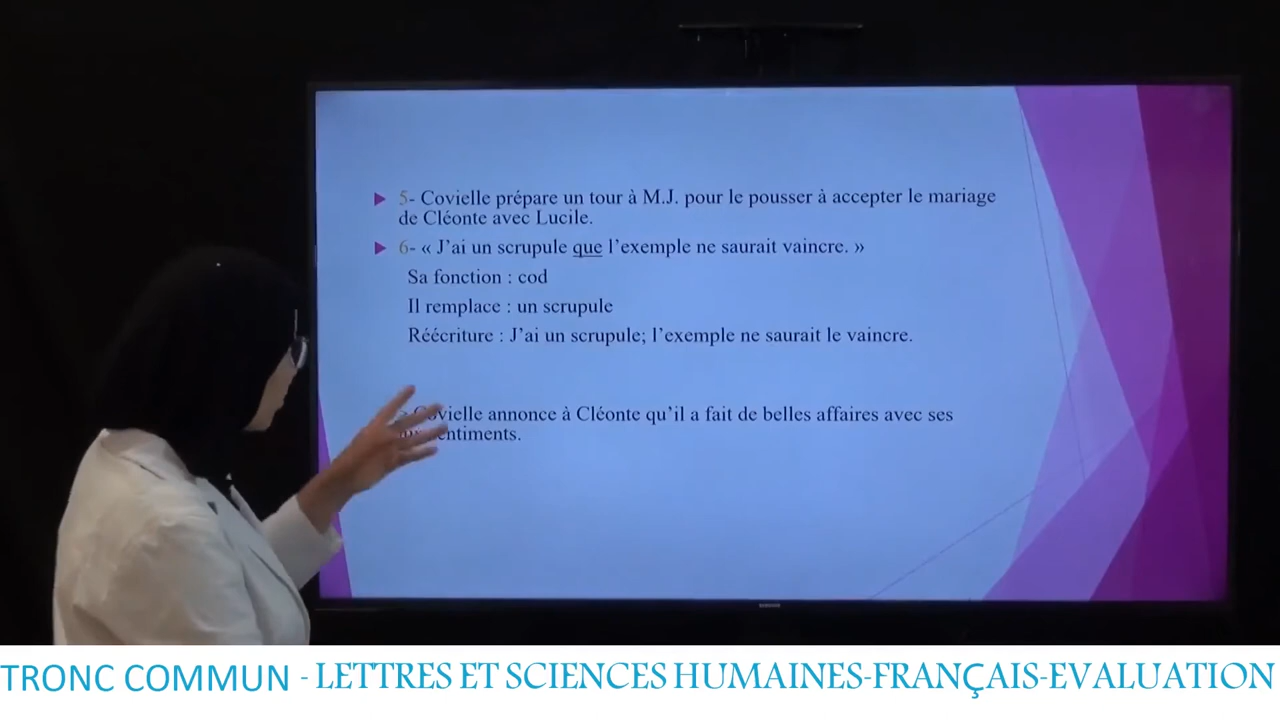 5- Covielle prépare un tour à M.J. pour le pousser à accepter le mariage
de Cléonte avec Lucile.
6- « J’ai un scrupule que l’exemple ne saurait vaincre. »
Sa fonction : cod
Il remplace : un scrupule
Réécriture : J’ai un scrupule; l’exemple ne saurait le vaincre.
Covielle annonce à Cléonte qu’il a fait de belles affaires avec ses
SAMSUNG
TRONC COMMUN - LETTRES ET SCIENCES HUMAINES-FRANÇAIS-EVALUATION